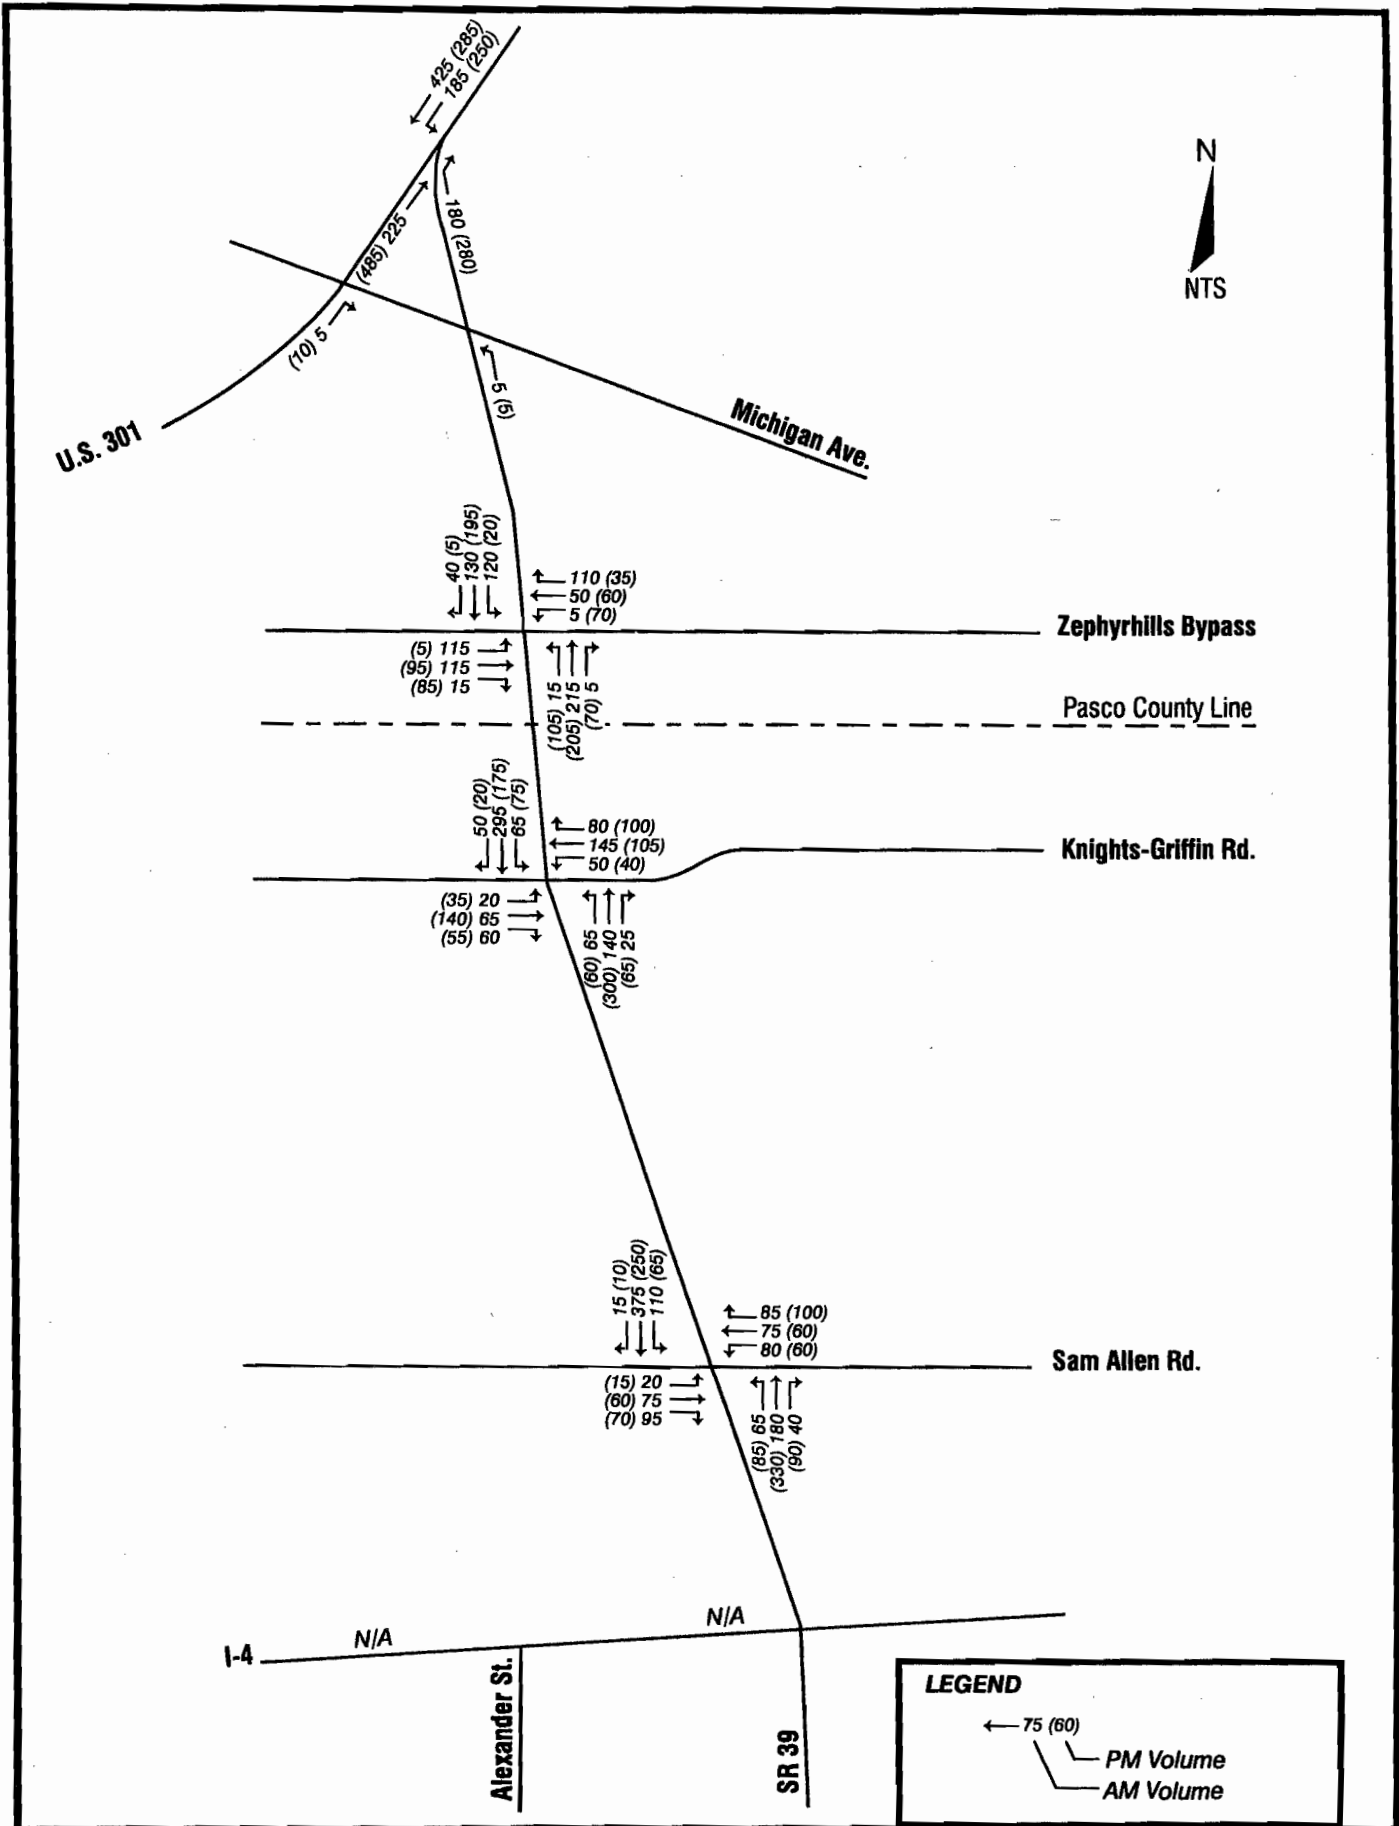 425 (285)
185 (250)
N
NTS
180 (280)
(485) 225
(10) 5
5 (5)
U.S. 301
Michigan Ave.
40 (5)
130 (195)
120 (20)
110 (35)
50 (60)
5 (70)
Zephyrhills Bypass
(5) 115
(95) 115
(85) 15
(105) 15
(205) 215
(70) 5
Pasco County Line
50 (20)
295 (175)
65 (75)
80 (100)
145 (105)
50 (40)
Knights-Griffin Rd.
(35) 20
(140) 65
(55) 60
(60) 65
(300) 140
(65) 25
15 (10)
375 (250)
110 (65)
85 (100)
75 (60)
80 (60)
Sam Allen Rd.
(15) 20
(60) 75
(70) 95
(85) 65
(330) 180
(90) 40
I-4
N/A
N/A
Alexander St.
SR 39
LEGEND
75 (60)
PM Volume
AM Volume